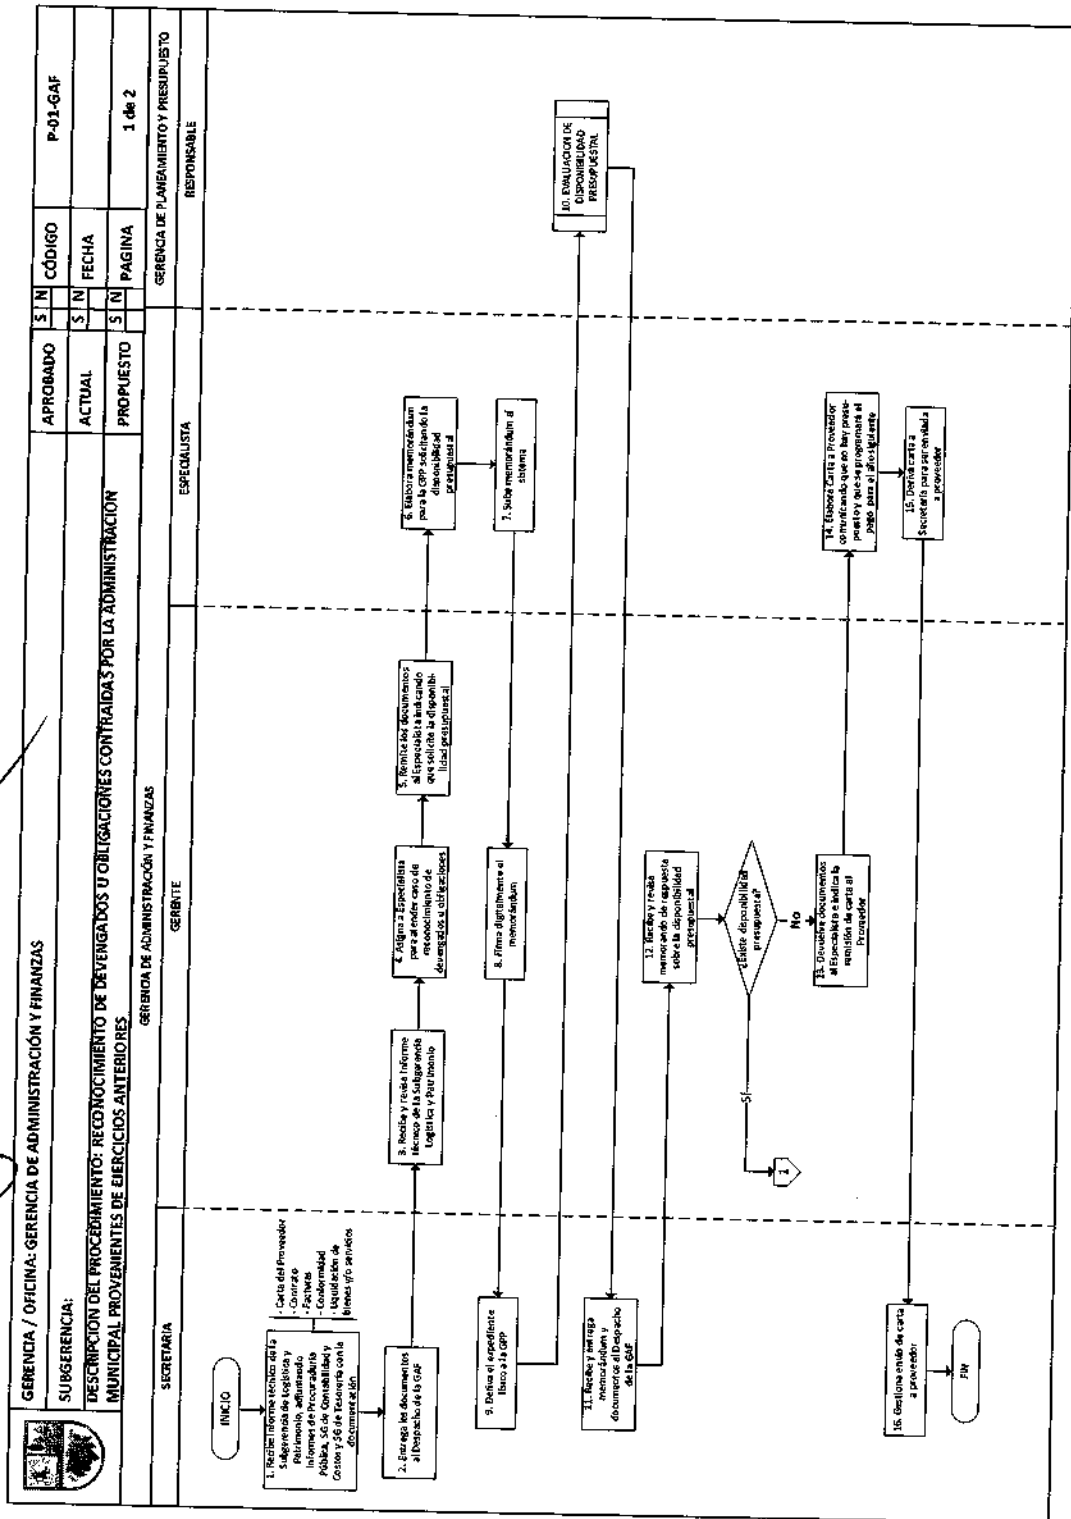 GERENCIA / OFICINA: GERENCIA DE ADMINISTRACIÓN Y FINANZAS
APROBADO
S N
CÓDIGO
P-01-GAF
SUBGERENCIA:
ACTUAL
S N
FECHA
DESCRIPCIÓN DEL PROCEDIMIENTO: RECONOCIMIENTO DE DEVENGADOS U OBLIGACIONES CONTRAÍDAS POR LA ADMINISTRACIÓN
MUNICIPAL PROVENIENTES DE EJERCICIOS ANTERIORES
PROPUESTO
S N
PAGINA
1 de 2
GERENCIA DE ADMINISTRACIÓN Y FINANZAS
GERENCIA DE PLANEAMIENTO Y PRESUPUESTO
SECRETARIA
GERENTE
ESPECIALISTA
RESPONSABLE
INICIO
1. Recibe Informe técnico de la
Subgerencia de Logística y
Patrimonio, adjuntando
Informes de Procuraduría
Pública, SG de Contabilidad y
Costos y SG de Tesorería con la
documentación
- Carta del Proveedor
- Contrato
- Facturas
- Conformidad
- Liquidación de
bienes y/o servicios
2. Entrega los documentos
al Despacho de la GAF
3. Recibe y revisa Informe
técnico de la Subgerencia
Logística y Patrimonio
4. Asigna a Especialista
para atender caso de
reconocimiento de
devengados u obligaciones
5. Remite los documentos
al Especialista indicando
que solicite la disponibi-
lidad presupuestal
6. Elabora memorándum
para la GPP solicitando la
disponibilidad
presupuestal
7. Sube memorándum al
sistema
8. Firma digitalmente el
memorándum
9. Deriva el expediente
físico a la GPP
10. EVALUACION DE
DISPONIBILIDAD
PRESUPUESTAL
11. Recibe y entrega
memorándum y
documentos al Despacho
de la GAF
12. Recibe y revisa
memorando de respuesta
sobre la disponibilidad
presupuestal
¿Existe disponibilidad
presupuesta?
Sí
1
No
13. Devuelve documentos
al Especialista e indica la
remisión de carta al
Proveedor
14. Elabora Carta a Proveedor
comunicando que no hay presu-
puesto y que se programará el
pago para el año siguiente
15. Deriva carta a
Secretaría para ser enviada
a proveedor
16. Gestiona envío de carta
a proveedor
FIN